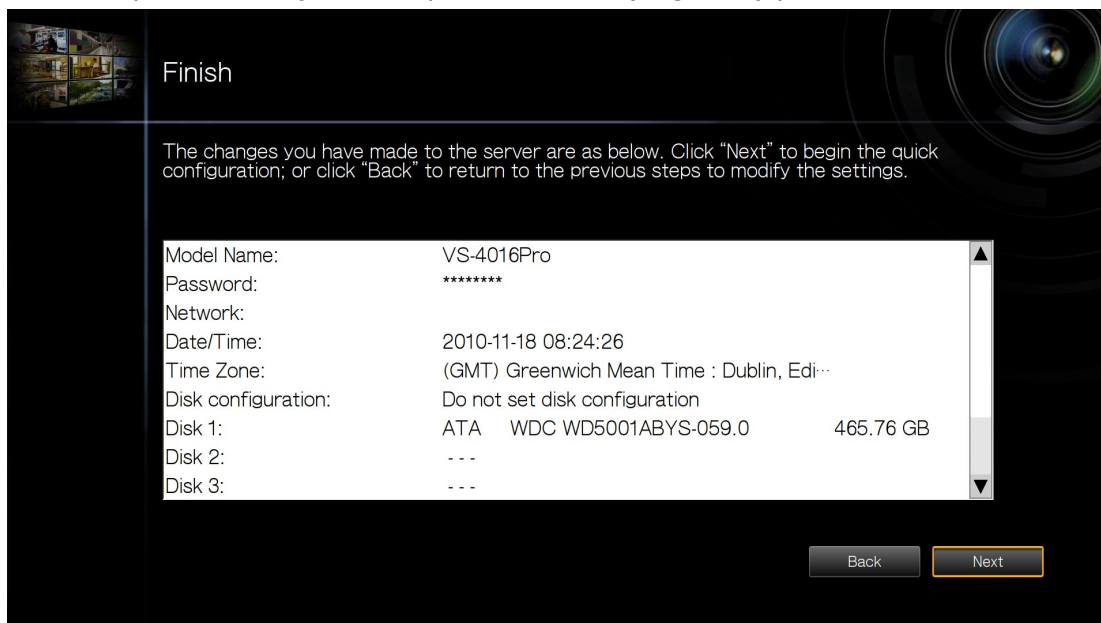 Finish
The changes you have made to the server are as below. Click “Next” to begin the quick
configuration; or click “Back” to return to the previous steps to modify the settings.
Model Name: VS-4016Pro
Password: ********
Network:
Date/Time: 2010-11-18 08:24:26
Time Zone: (GMT) Greenwich Mean Time : Dublin, Edi…
Disk configuration: Do not set disk configuration
Disk 1: ATA WDC WD5001ABYS-059.0 465.76 GB
Disk 2: ---
Disk 3: ---
Back Next